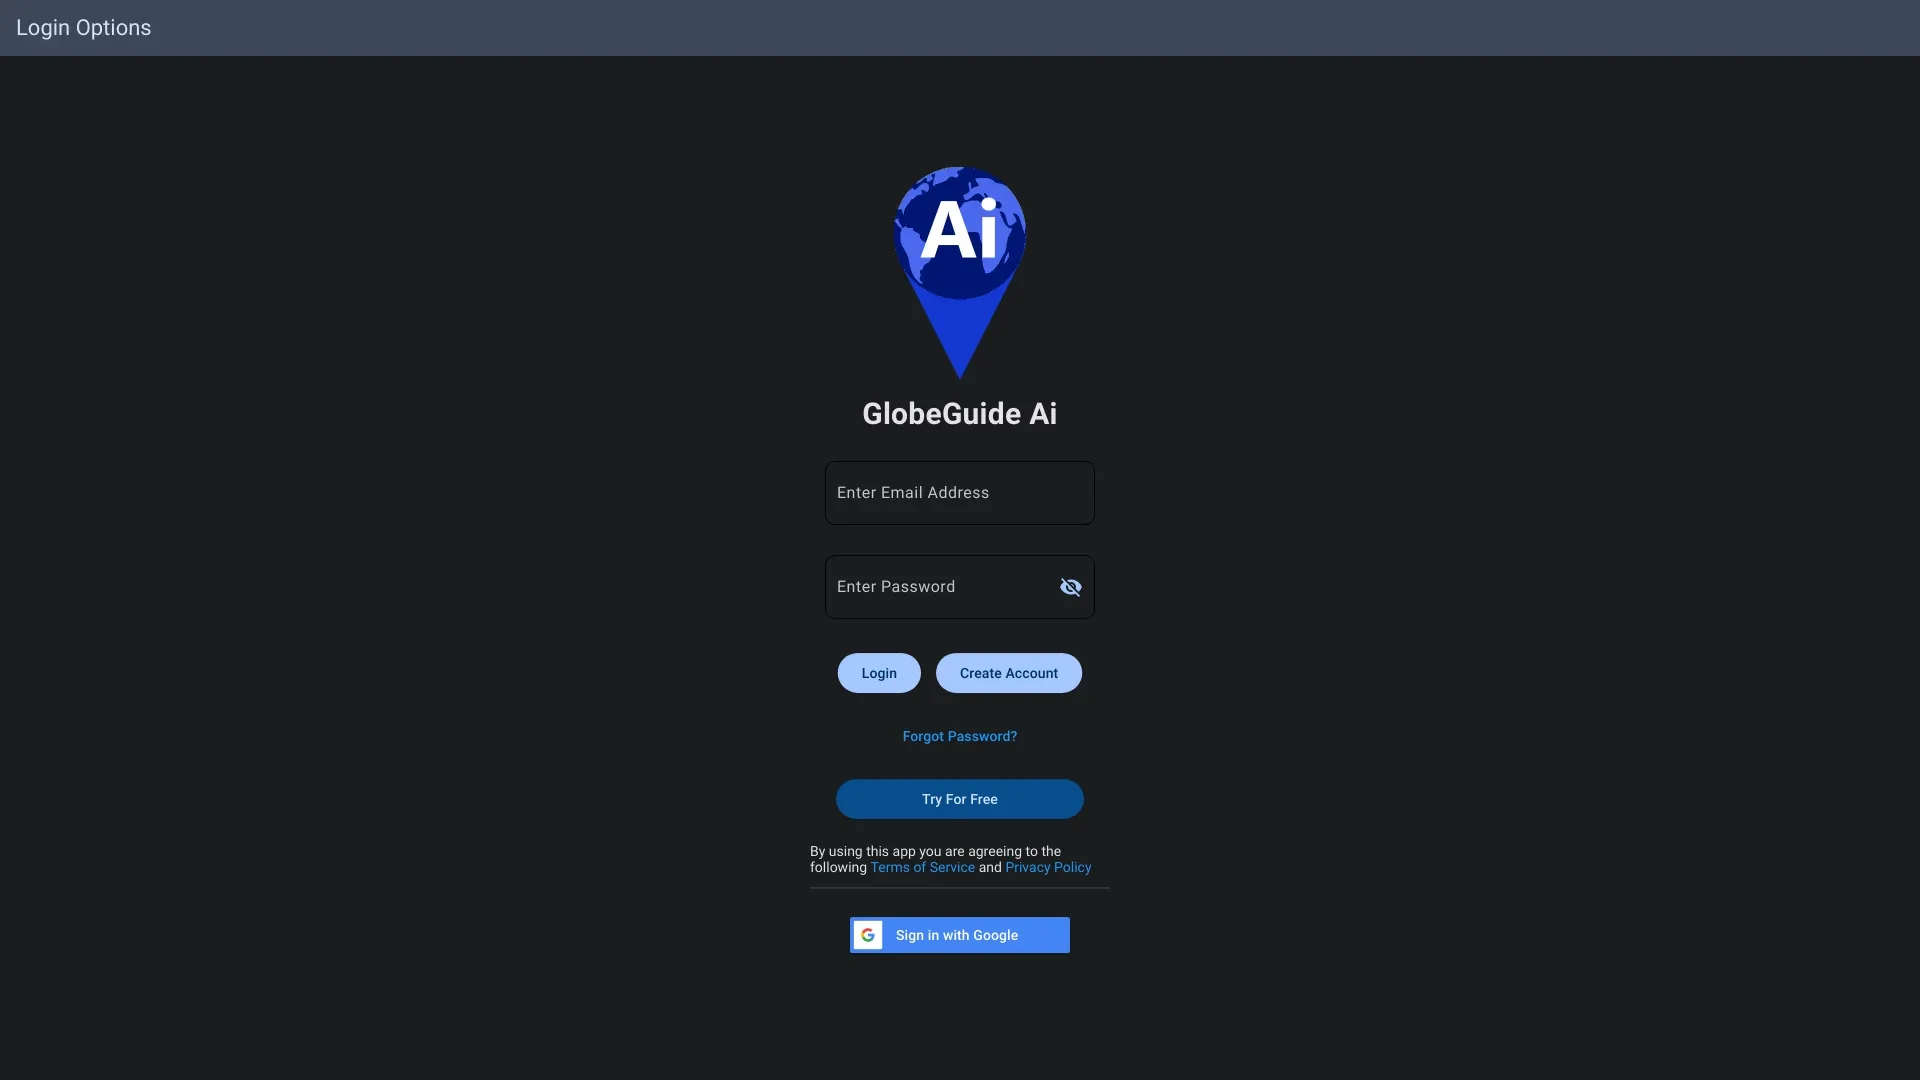 Login Options
Ai
GlobeGuide Ai
Enter Email Address
Enter Password
Login
Create Account
Forgot Password?
Try For Free
By using this app you are agreeing to the
following Terms of Service and Privacy Policy
G
Sign in with Google